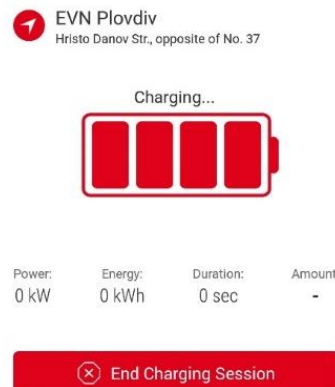 EVN Plovdiv
Hristo Danov Str., opposite of No. 37
Charging...
Power: Energy: Duration: Amount
0 kW 0 kWh 0 sec -
End Charging Session